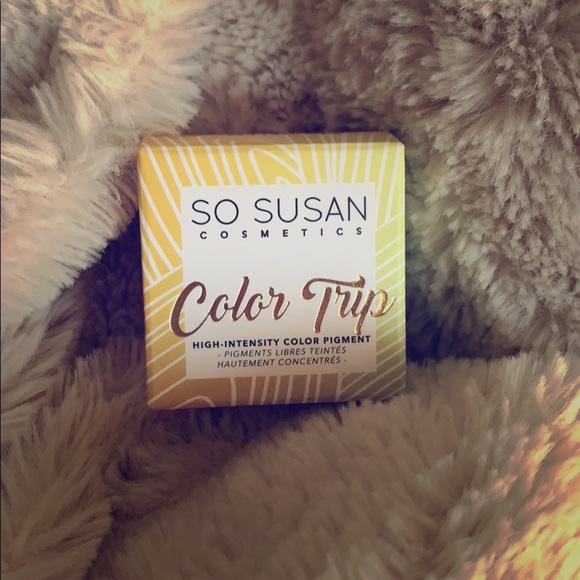 SO SUSAN
COSMETICS
Color Trip
HIGH-INTENSITY COLOR PIGMENT
- PIGMENTS LIBRES TEINTÉS
HAUTEMENT CONCENTRÉS -